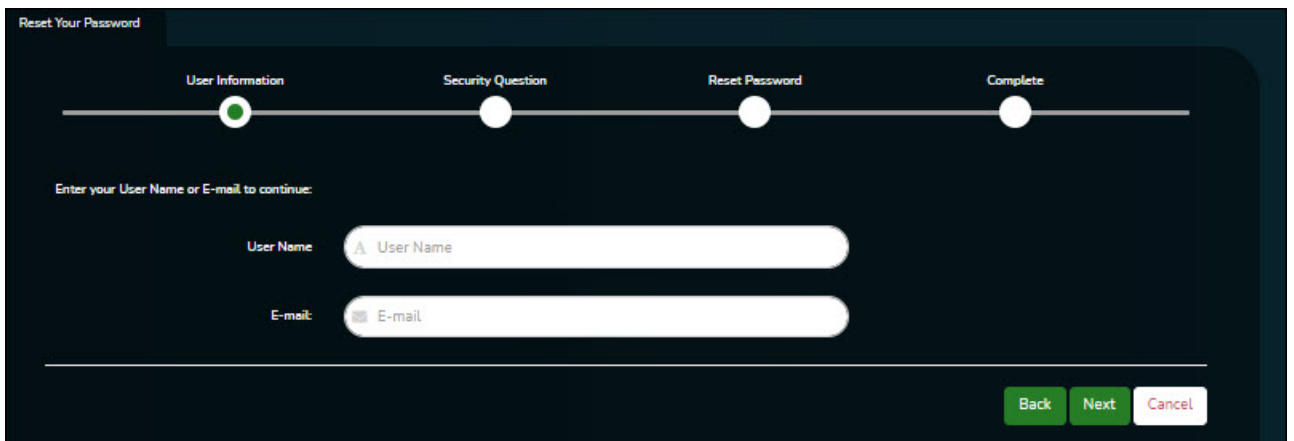 Reset Your Password
User Information Security Question Reset Password Complete
Enter your User Name or E-mail to continue:
User Name A User Name
E-mail: E-mail
Back Next Cancel